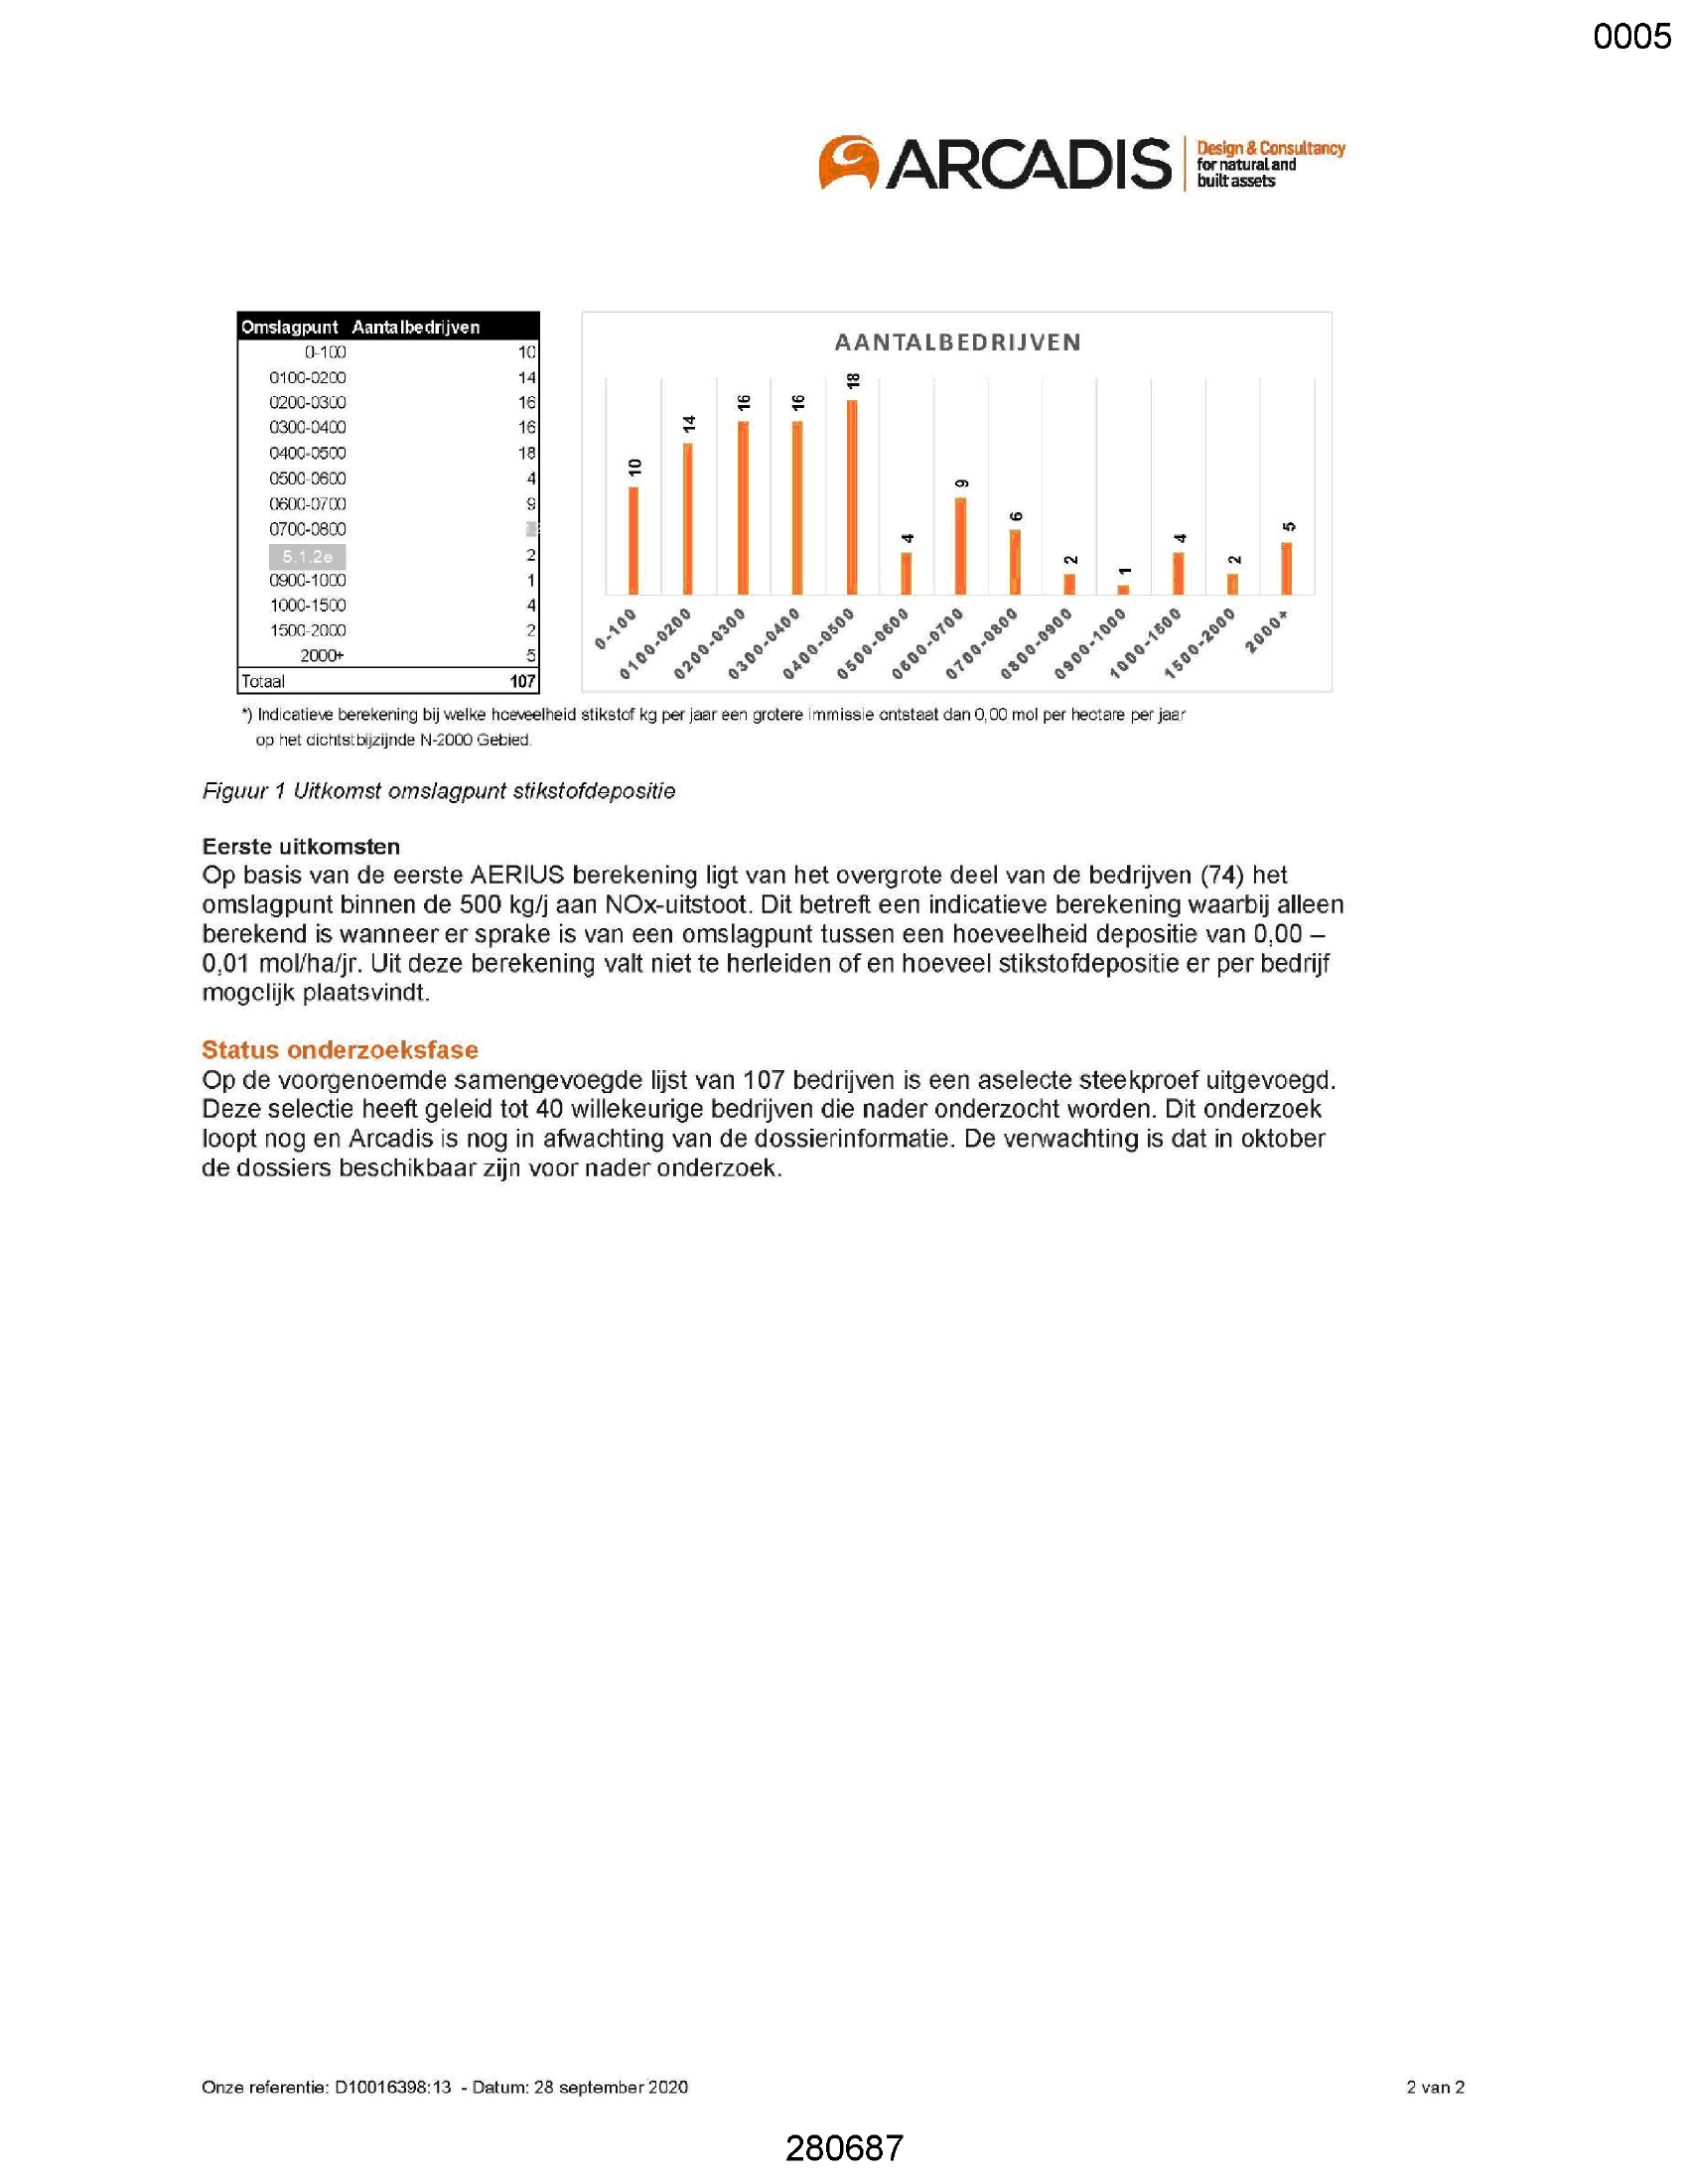 0005
ARCADIS
Design & Consultancy
for natural and
built assets
Omslagpunt Aantalbedrijven
0-100 10
0100-0200 14
0200-0300 16
0300-0400 16
0400-0500 18
0500-0600 4
0600-0700 9
0700-0800
5.1.2e 2
0900-1000 1
1000-1500 4
1500-2000 2
2000+ 5
Totaal 107
AANTALBEDRIJVEN
10 14 16 16 18 4 9 6 2 1 4 2 5
0-100 0100-0200 0200-0300 0300-0400 0400-0500 0500-0600 0600-0700 0700-0800 0800-0900 0900-1000 1000-1500 1500-2000 2000+
*) Indicatieve berekening bij welke hoeveelheid stikstof kg per jaar een grotere immissie ontstaat dan 0,00 mol per hectare per jaar
op het dichtstbijzijnde N-2000 Gebied.
Figuur 1 Uitkomst omslagpunt stikstofdepositie
Eerste uitkomsten
Op basis van de eerste AERIUS berekening ligt van het overgrote deel van de bedrijven (74) het
omslagpunt binnen de 500 kg/j aan NOx-uitstoot. Dit betreft een indicatieve berekening waarbij alleen
berekend is wanneer er sprake is van een omslagpunt tussen een hoeveelheid depositie van 0,00 –
0,01 mol/ha/jr. Uit deze berekening valt niet te herleiden of en hoeveel stikstofdepositie er per bedrijf
mogelijk plaatsvindt.
Status onderzoeksfase
Op de voorgenoemde samengevoegde lijst van 107 bedrijven is een aselecte steekproef uitgevoegd.
Deze selectie heeft geleid tot 40 willekeurige bedrijven die nader onderzocht worden. Dit onderzoek
loopt nog en Arcadis is nog in afwachting van de dossierinformatie. De verwachting is dat in oktober
de dossiers beschikbaar zijn voor nader onderzoek.
Onze referentie: D10016398:13 - Datum: 28 september 2020
2 van 2
280687